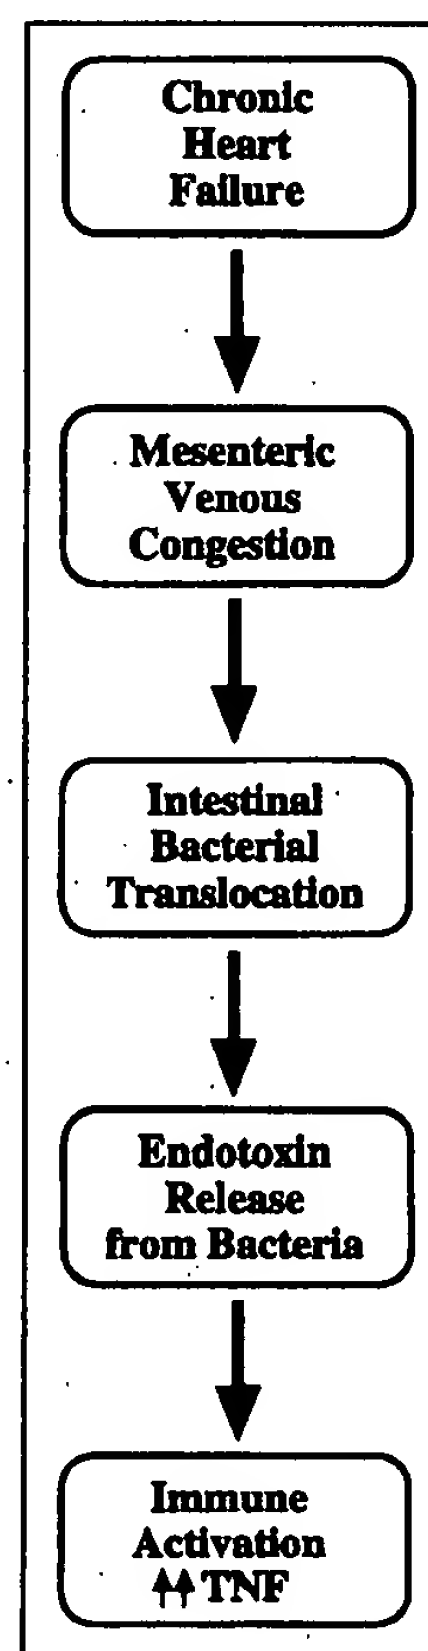 Chronic
Heart
Failure
Mesenteric
Venous
Congestion
Intestinal
Bacterial
Translocation
Endotoxin
Release
from Bacteria
Immune
Activation
↑↑ TNF